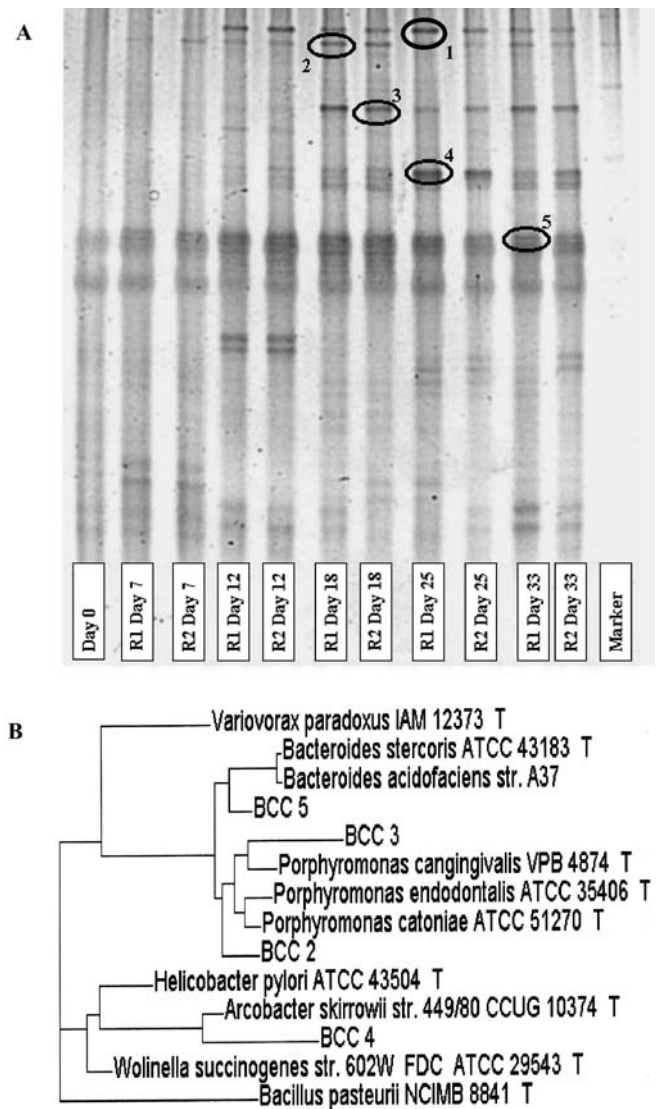 A
1
2
3
4
5
Day 0
R1 Day 7
R2 Day 7
R1 Day 12
R2 Day 12
R1 Day 18
R2 Day 18
R1 Day 25
R2 Day 25
R1 Day 33
R2 Day 33
Marker
B
Variovorax paradoxus IAM 12373 T
Bacteroides stercoris ATCC 43183 T
Bacteroides acidofaciens str. A37
BCC 5
BCC 3
Porphyromonas cangingivalis VPB 4874 T
Porphyromonas endodontalis ATCC 35406 T
Porphyromonas catoniae ATCC 51270 T
BCC 2
Helicobacter pylori ATCC 43504 T
Arcobacter skirrowii str. 449/80 CCUG 10374 T
BCC 4
Wolinella succinogenes str. 602W FDC ATCC 29543 T
Bacillus pasteurii NCIMB 8841 T